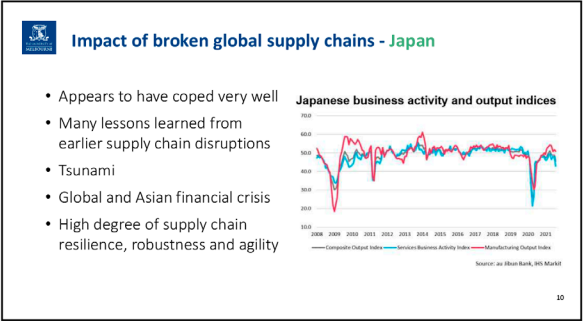 THE UNIVERSITY OF
MELBOURNE
Impact of broken global supply chains - Japan
• Appears to have coped very well
• Many lessons learned from
earlier supply chain disruptions
• Tsunami
• Global and Asian financial crisis
• High degree of supply chain
resilience, robustness and agility
Japanese business activity and output indices
70.0
60.0
50.0
40.0
30.0
20.0
10.0
2008 2009 2010 2011 2012 2013 2014 2015 2016 2017 2018 2019 2020 2021
Composite Output Index Services Business Activity Index Manufacturing Output Index
Source: au Jibun Bank, IHS Markit
10